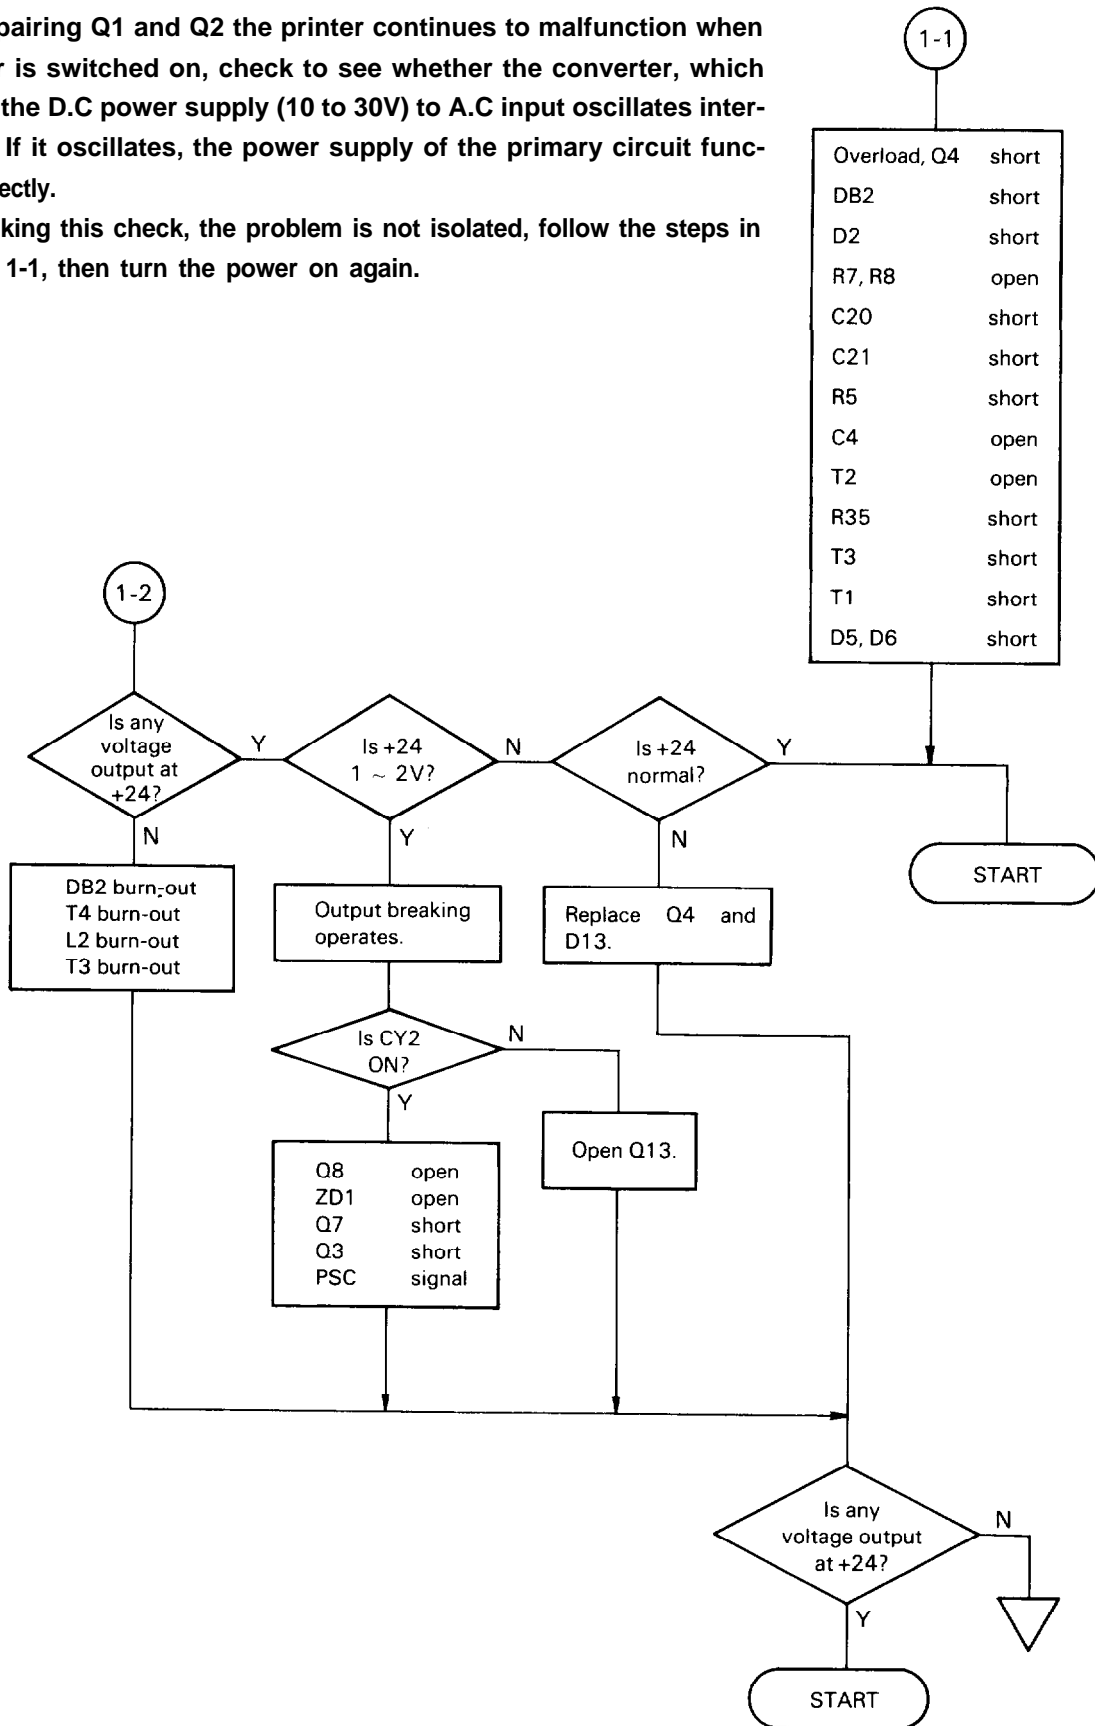 pairing Q1 and Q2 the printer continues to malfunction when
r is switched on, check to see whether the converter, which
the D.C power supply (10 to 30V) to A.C input oscillates inter-
If it oscillates, the power supply of the primary circuit func-
ectly.
king this check, the problem is not isolated, follow the steps in
1-1, then turn the power on again.
1-1
Overload, Q4 short
DB2 short
D2 short
R7, R8 open
C20 short
C21 short
R5 short
C4 open
T2 open
R35 short
T3 short
T1 short
D5, D6 short
1-2
Is any
voltage
output at
+24?
Y
N
Is +24
1 ~ 2V?
N
Y
Is +24
normal?
Y
N
START
DB2 burn-out
T4 burn-out
L2 burn-out
T3 burn-out
Output breaking
operates.
Replace Q4 and
D13.
Is CY2
ON?
N
Y
Open Q13.
Q8 open
ZD1 open
Q7 short
Q3 short
PSC signal
Is any
voltage output
at +24?
N
Y
START